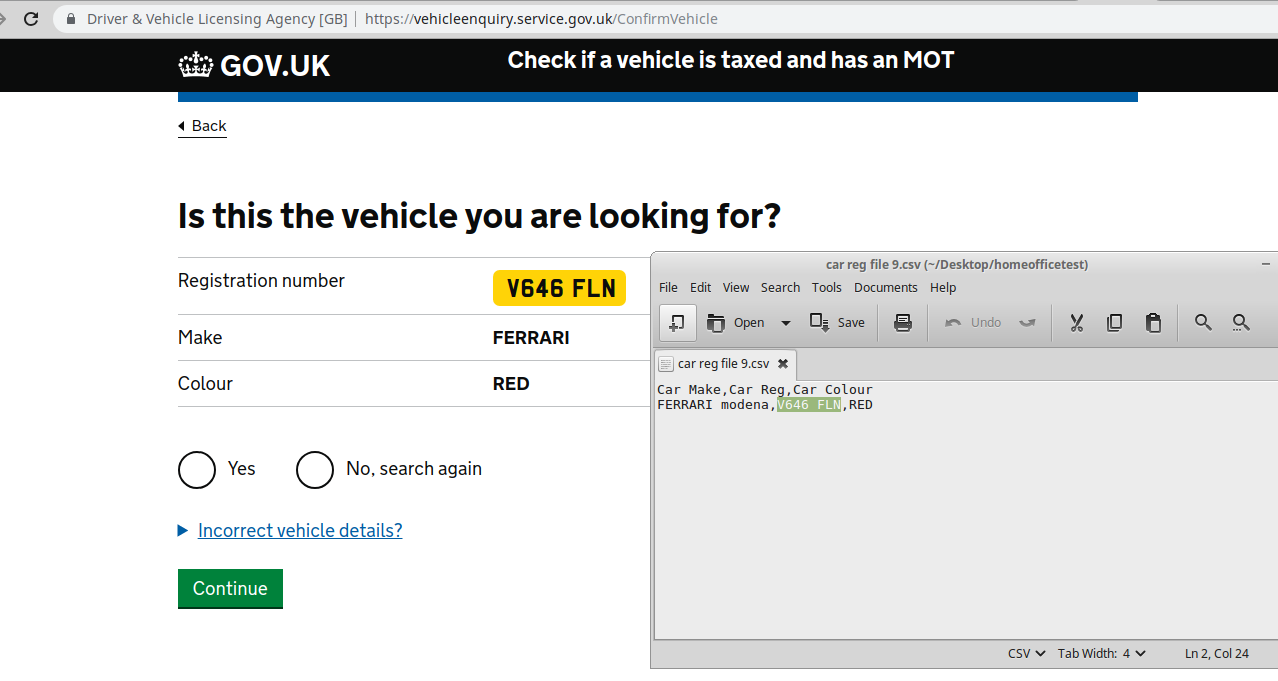 Driver & Vehicle Licensing Agency [GB] | https://vehicleenquiry.service.gov.uk/ConfirmVehicle
GOV.UK
Check if a vehicle is taxed and has an MOT
Back
Is this the vehicle you are looking for?
Registration number V646 FLN
Make FERRARI
Colour RED
Yes No, search again
Incorrect vehicle details?
Continue
car reg file 9.csv (~/Desktop/homeofficetest)
File Edit View Search Tools Documents Help
Open Save Undo
car reg file 9.csv
Car Make,Car Reg,Car Colour
FERRARI modena,V646 FLN,RED
CSV Tab Width: 4 Ln 2, Col 24